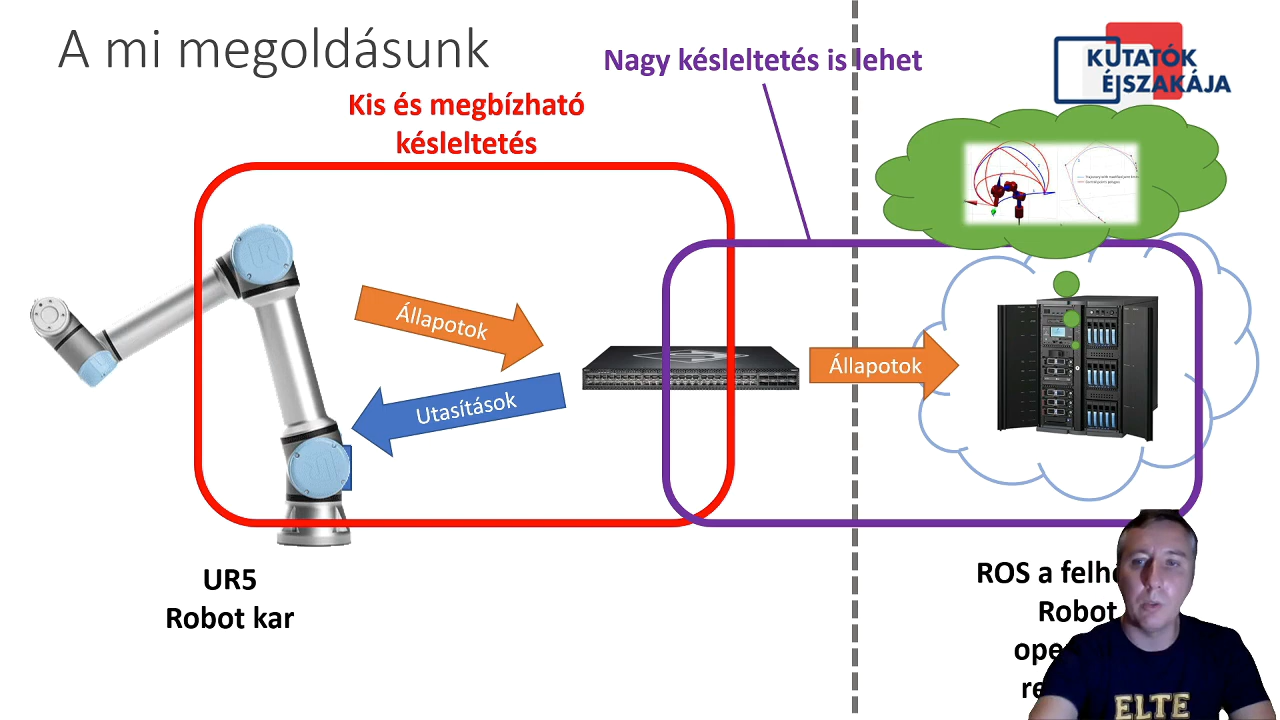 A mi megoldásunk
Nagy késleltetés is lehet
KUTATÓK
ÉJSZAKÁJA
Kis és megbízható
késleltetés
Állapotok
Utasítások
Állapotok
UR5
Robot kar
ROS a
Robot
ELTE